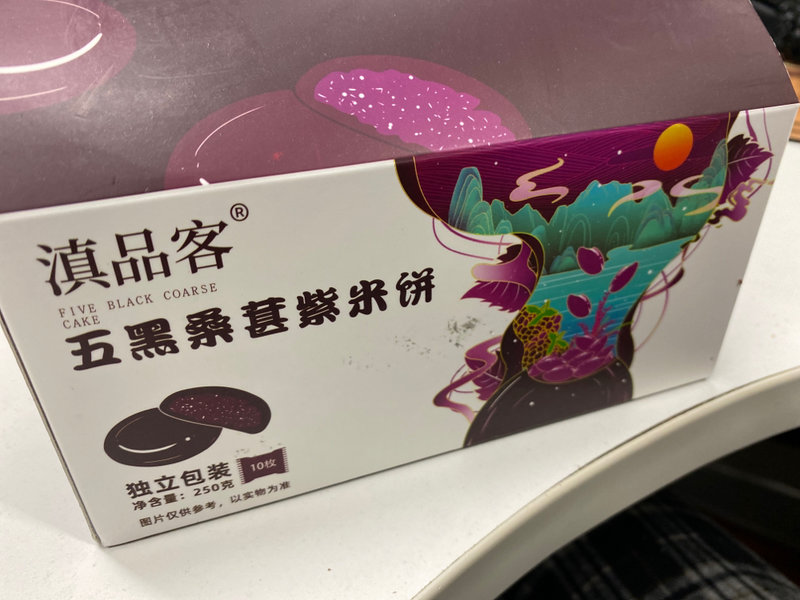 滇品客®
FIVE BLACK COARSE
CAKE
五黑桑葚紫米饼
独立包装 10枚
净含量：250克
图片仅供参考，以实物为准